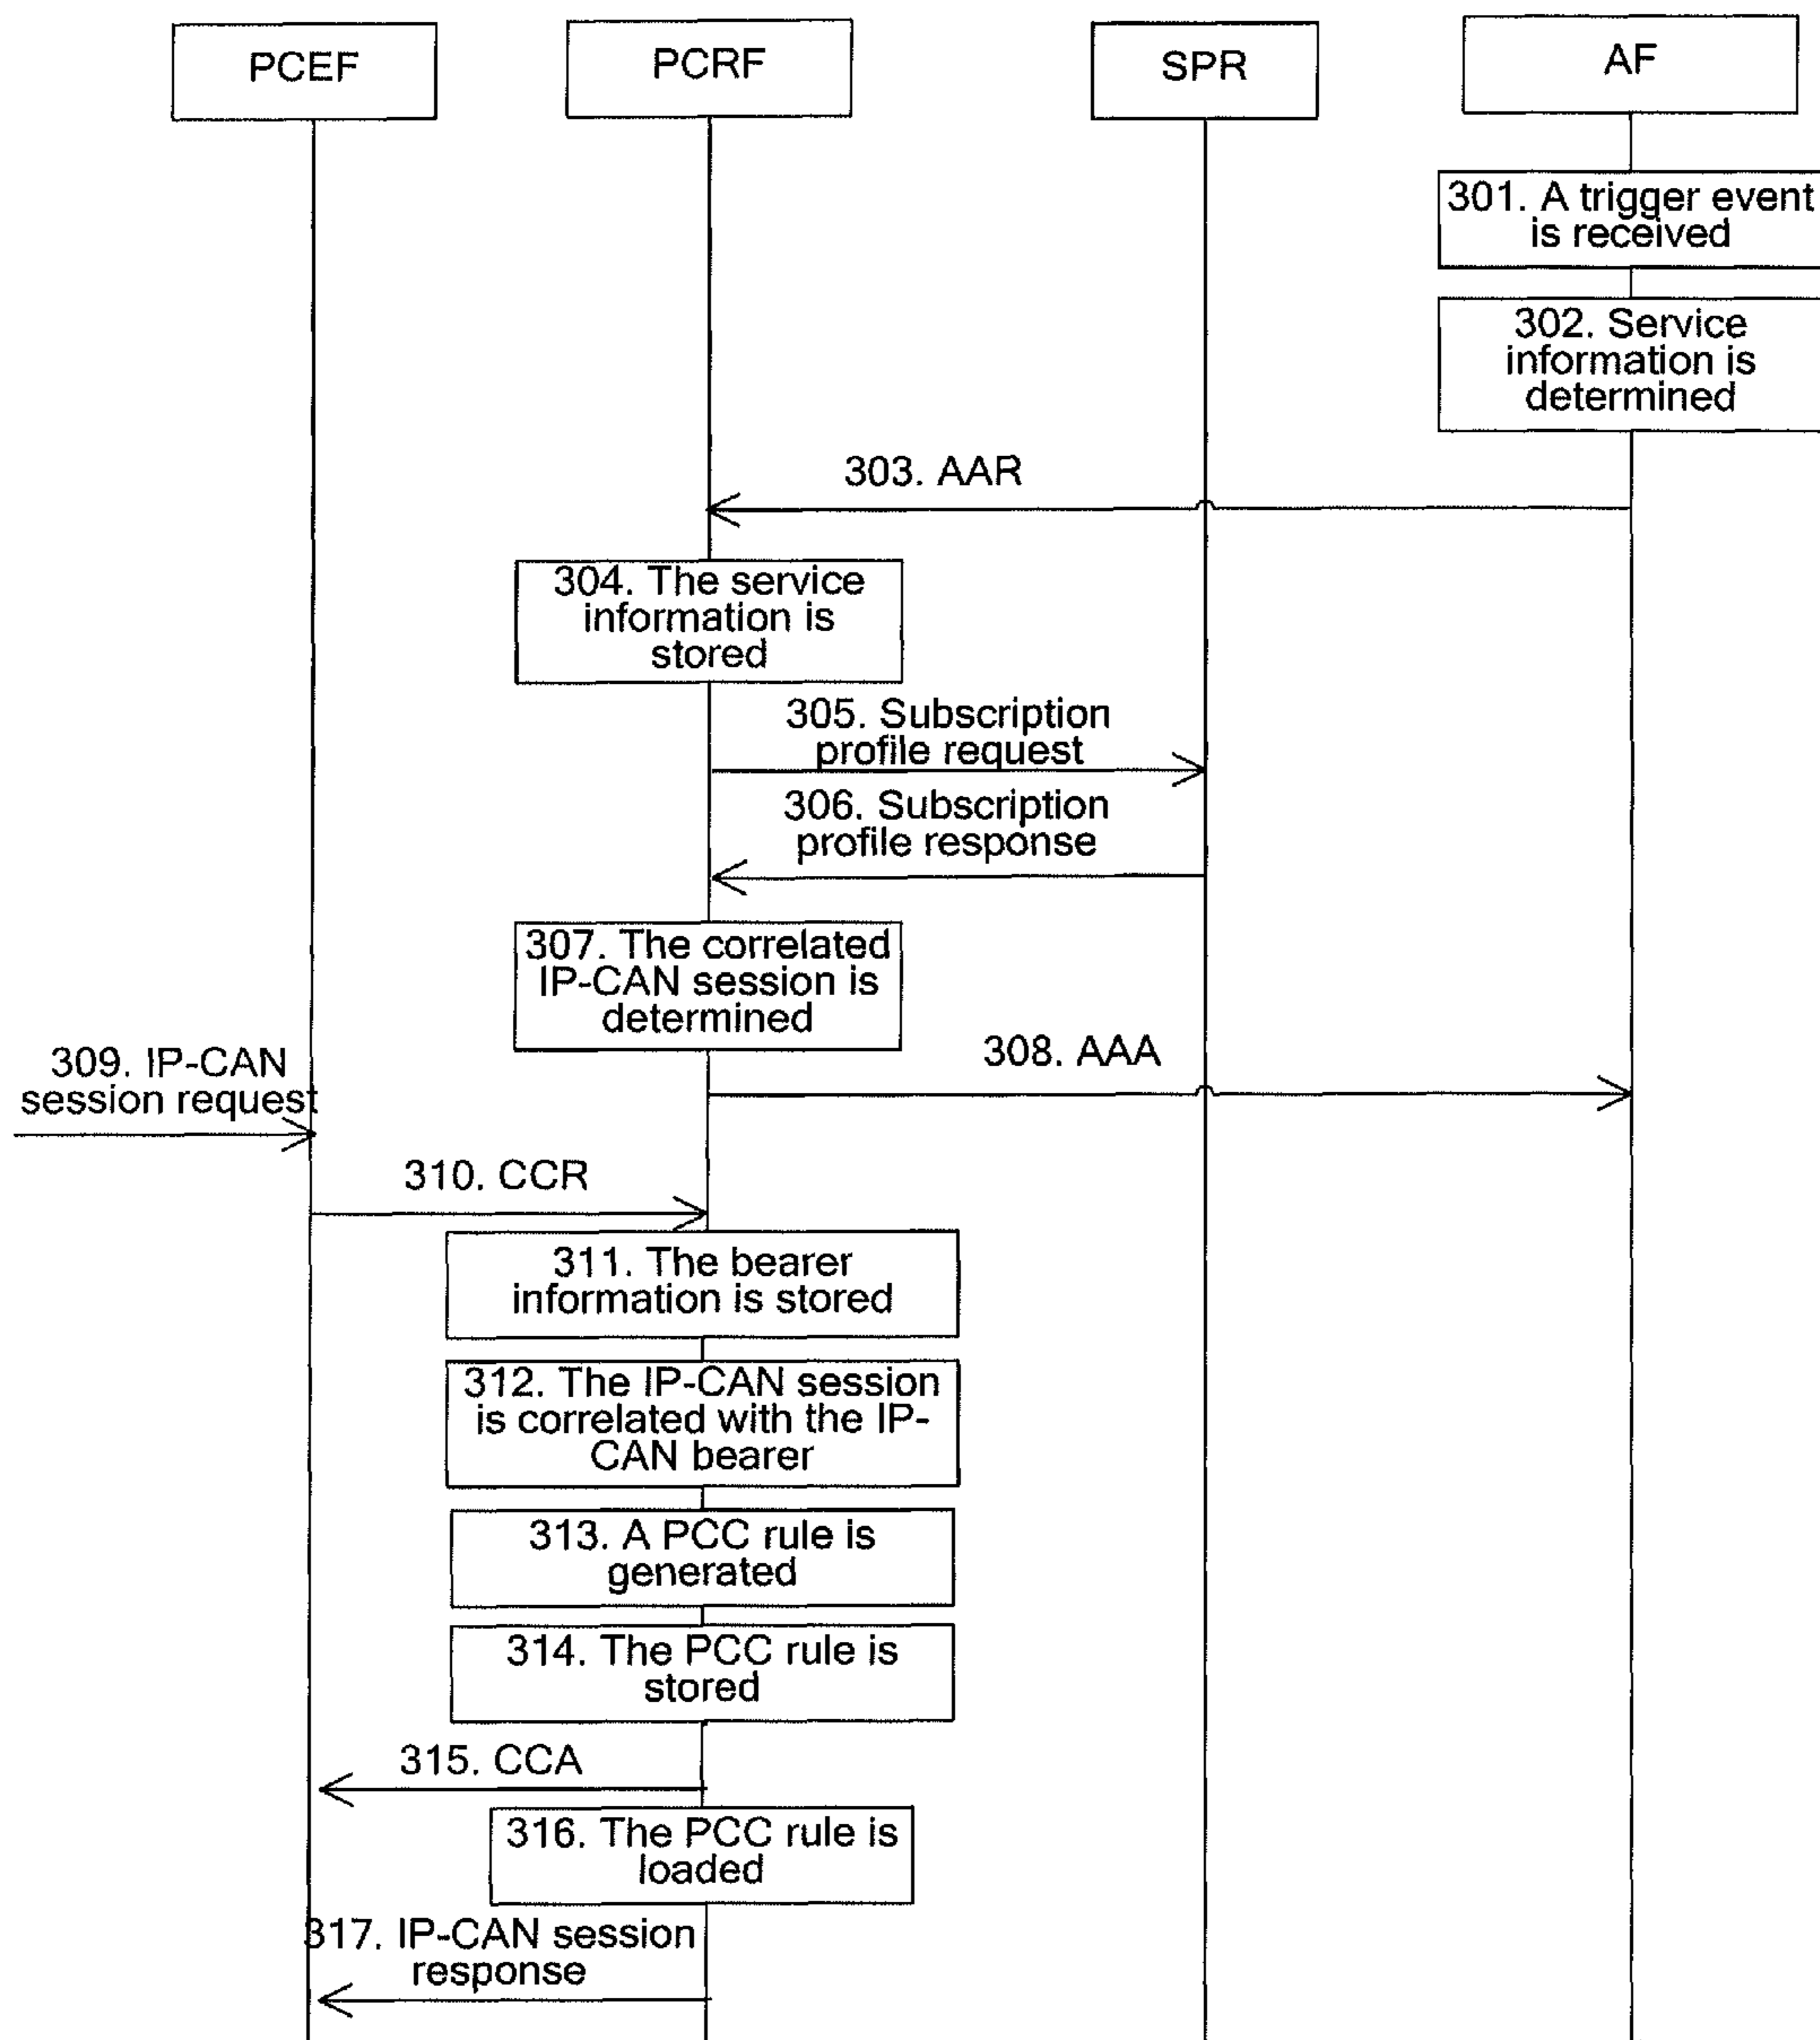 PCEF
PCRF
SPR
AF
301. A trigger event
is received
302. Service
information is
determined
303. AAR
304. The service
information is
stored
305. Subscription
profile request
306. Subscription
profile response
307. The correlated
IP-CAN session is
determined
308. AAA
309. IP-CAN
session request
310. CCR
311. The bearer
information is stored
312. The IP-CAN session
is correlated with the IP-
CAN bearer
313. A PCC rule is
generated
314. The PCC rule is
stored
315. CCA
316. The PCC rule is
loaded
317. IP-CAN session
response